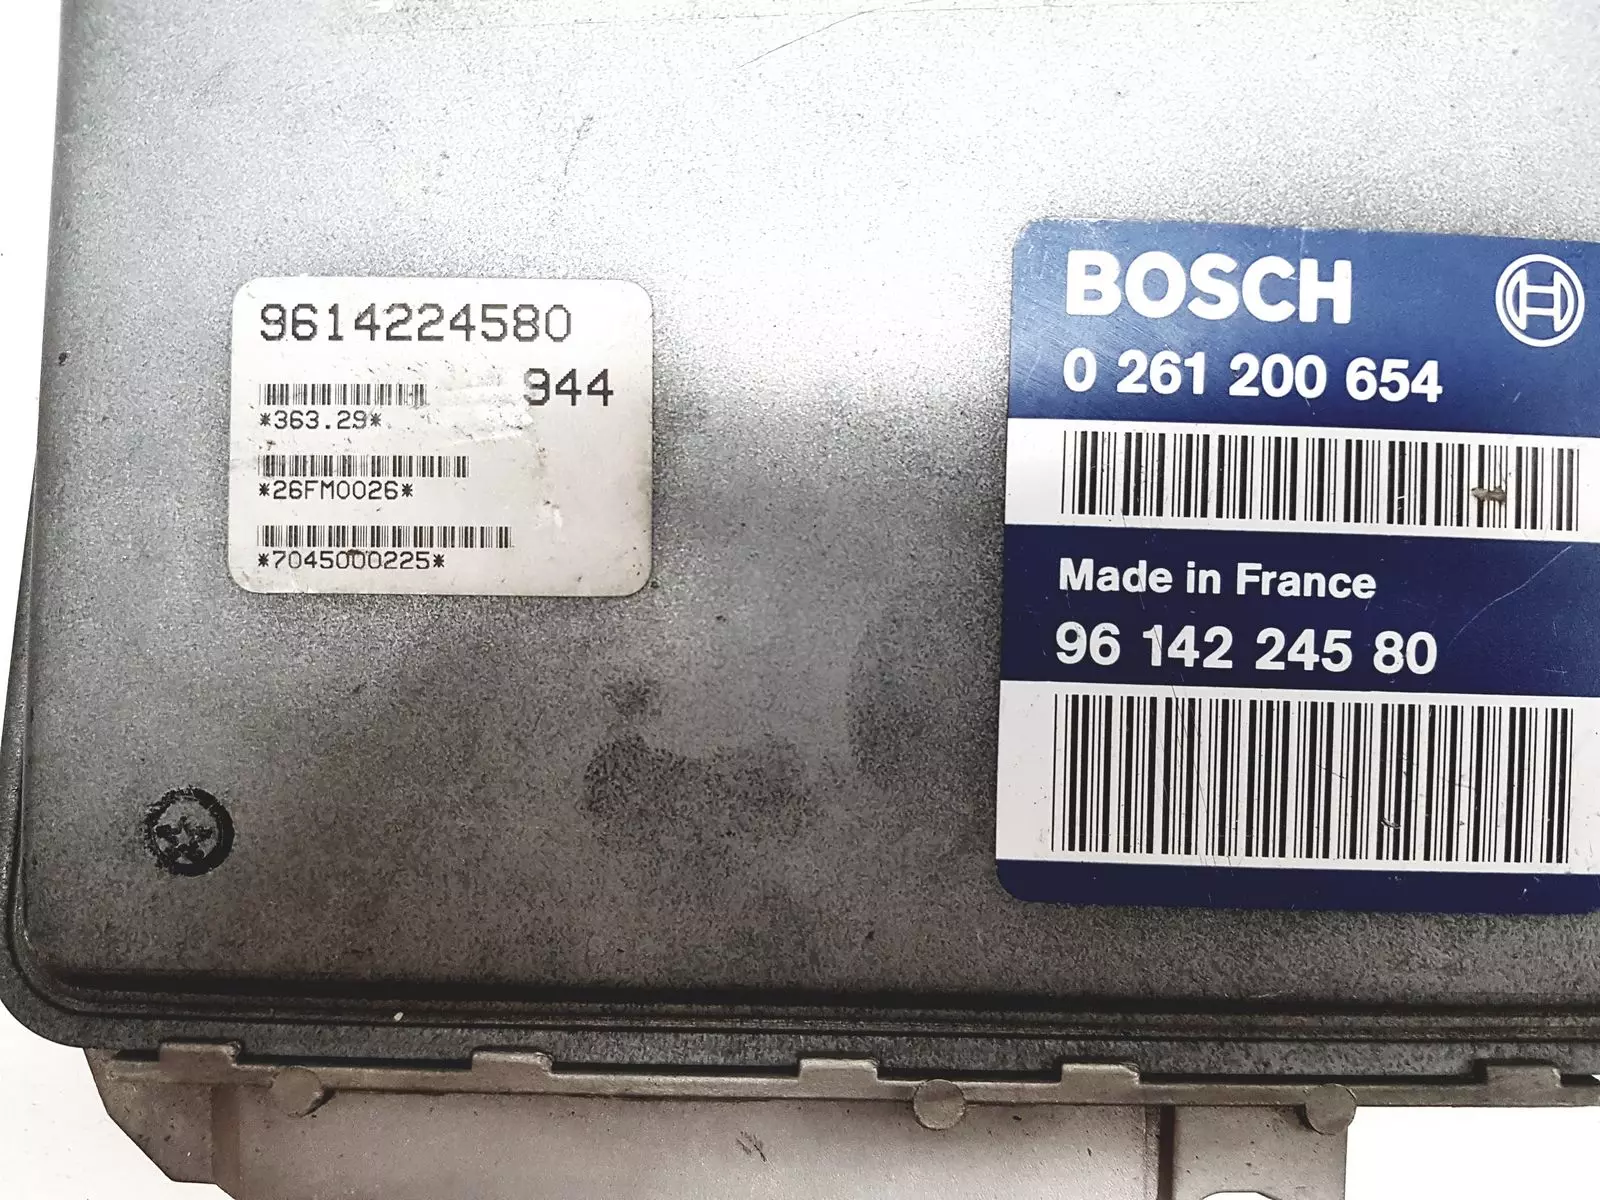 9614224580
944
*363.29*
*26FM0026*
*7045000225*
BOSCH
0 261 200 654
Made in France
96 142 245 80